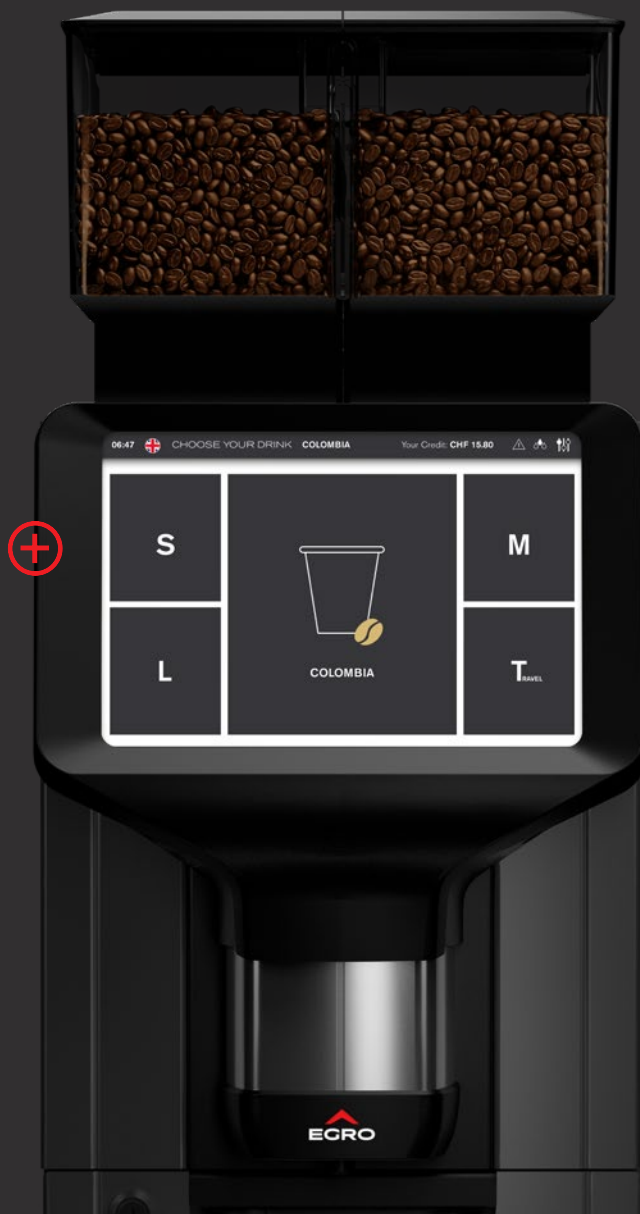 06:47 CHOOSE YOUR DRINK COLOMBIA Your Credit: CHF 15.80
S
M
COLOMBIA
L
TRAVEL
EGRO